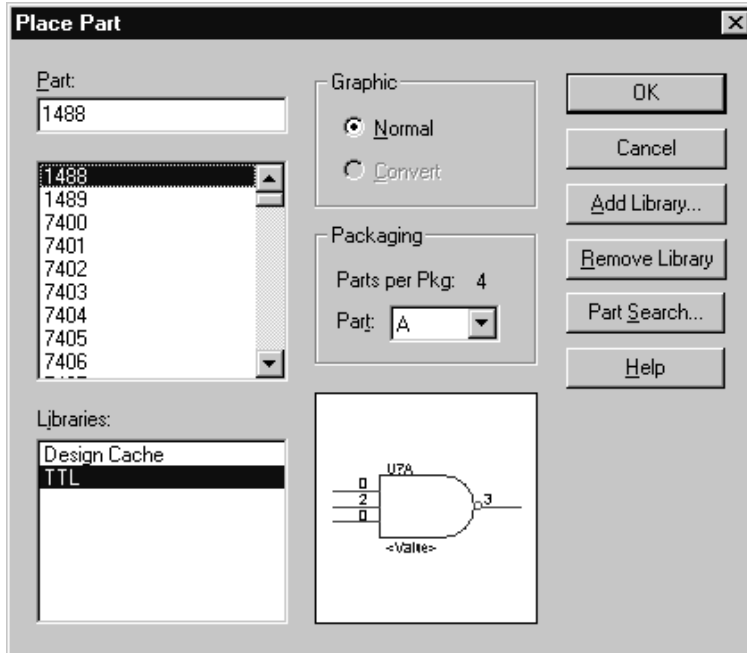 Place Part
Part:
1488
1488
1489
7400
7401
7402
7403
7404
7405
7406
Libraries:
Design Cache
TTL
Graphic
Normal
Convert
Packaging
Parts per Pkg: 4
Part: A
U?A
0
2
0
3
<Value>
OK
Cancel
Add Library...
Remove Library
Part Search...
Help